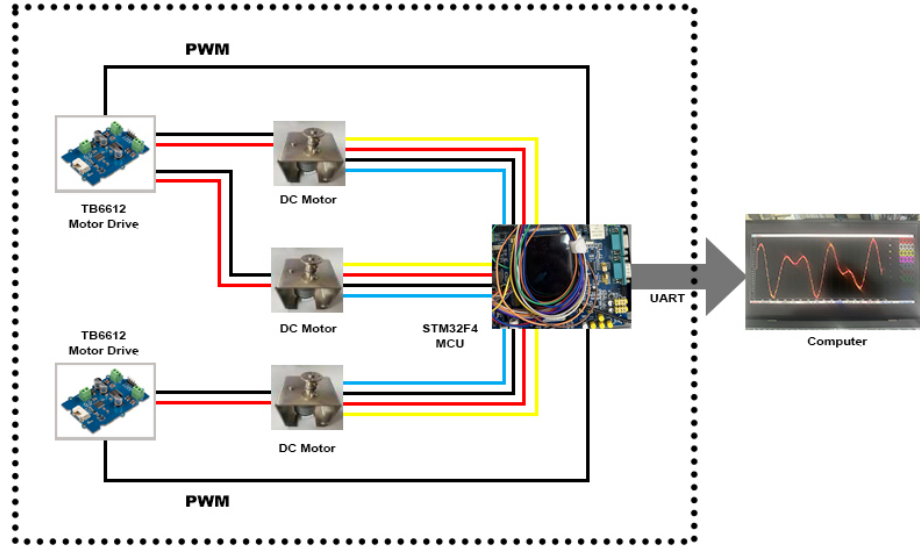 PWM
TB6612
Motor Drive
DC Motor
DC Motor
STM32F4
MCU
UART
Computer
TB6612
Motor Drive
DC Motor
PWM